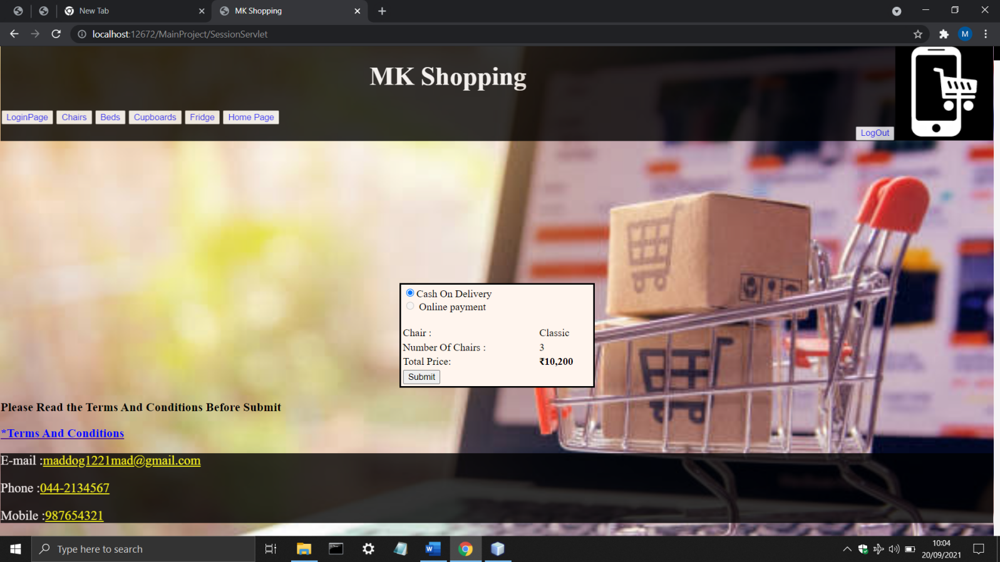 New Tab
MK Shopping
localhost:12672/MainProject/SessionServlet
M
MK Shopping
LoginPage Chairs Beds Cupboards Fridge Home Page
LogOut
Cash On Delivery
Online payment
Chair : Classic
Number Of Chairs : 3
Total Price: ₹10,200
Submit
Please Read the Terms And Conditions Before Submit
*Terms And Conditions
E-mail :maddog1221mad@gmail.com
Phone :044-2134567
Mobile :987654321
Type here to search
10:04
20/09/2021